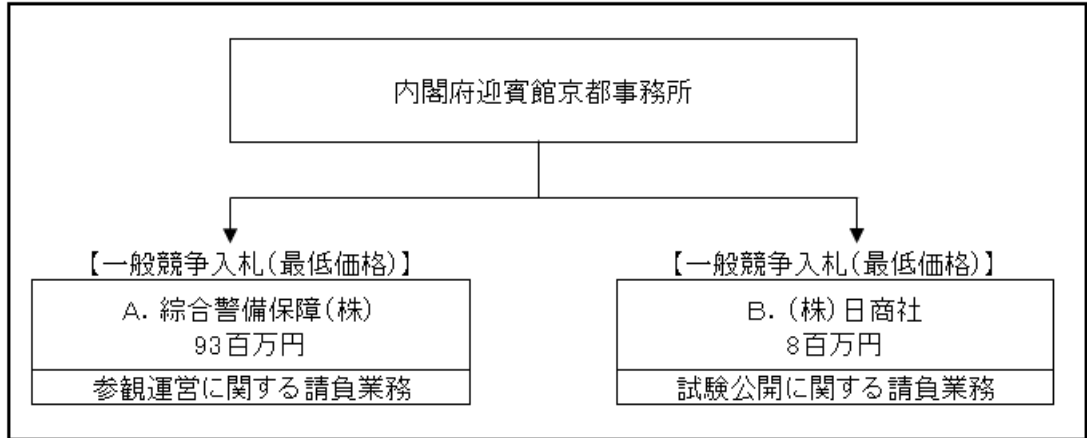 内閣府迎賓館京都事務所
【一般競争入札(最低価格)】
A. 綜合警備保障(株)
93百万円
参観運営に関する請負業務
【一般競争入札(最低価格)】
B. (株)日商社
8百万円
試験公開に関する請負業務